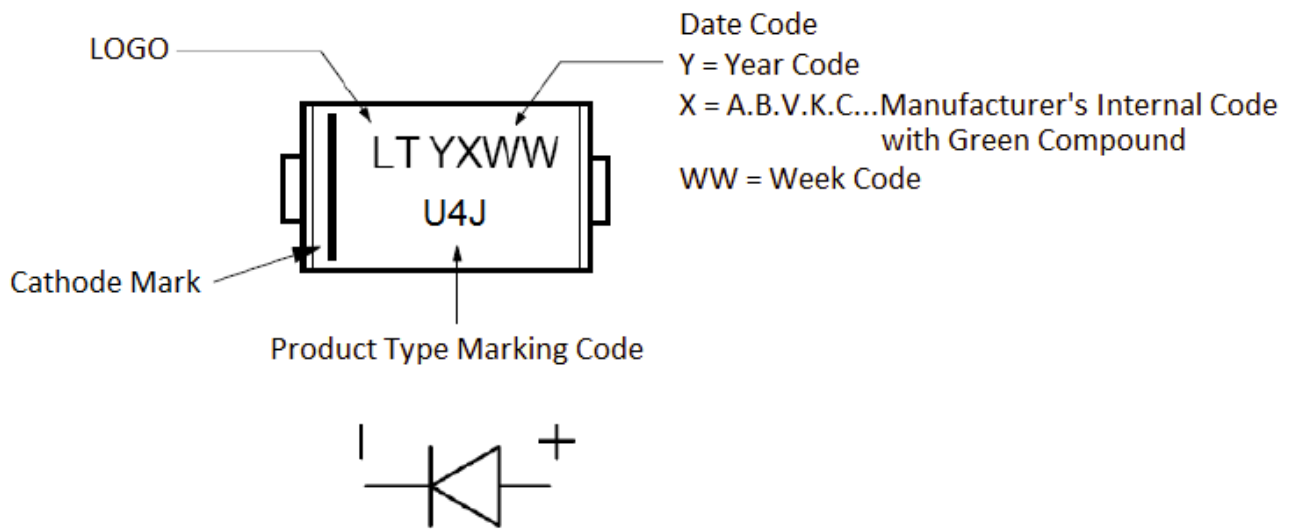 LOGO
Date Code
Y = Year Code
X = A.B.V.K.C...Manufacturer's Internal Code
with Green Compound
WW = Week Code
LT YXWW
U4J
Cathode Mark
Product Type Marking Code
− +